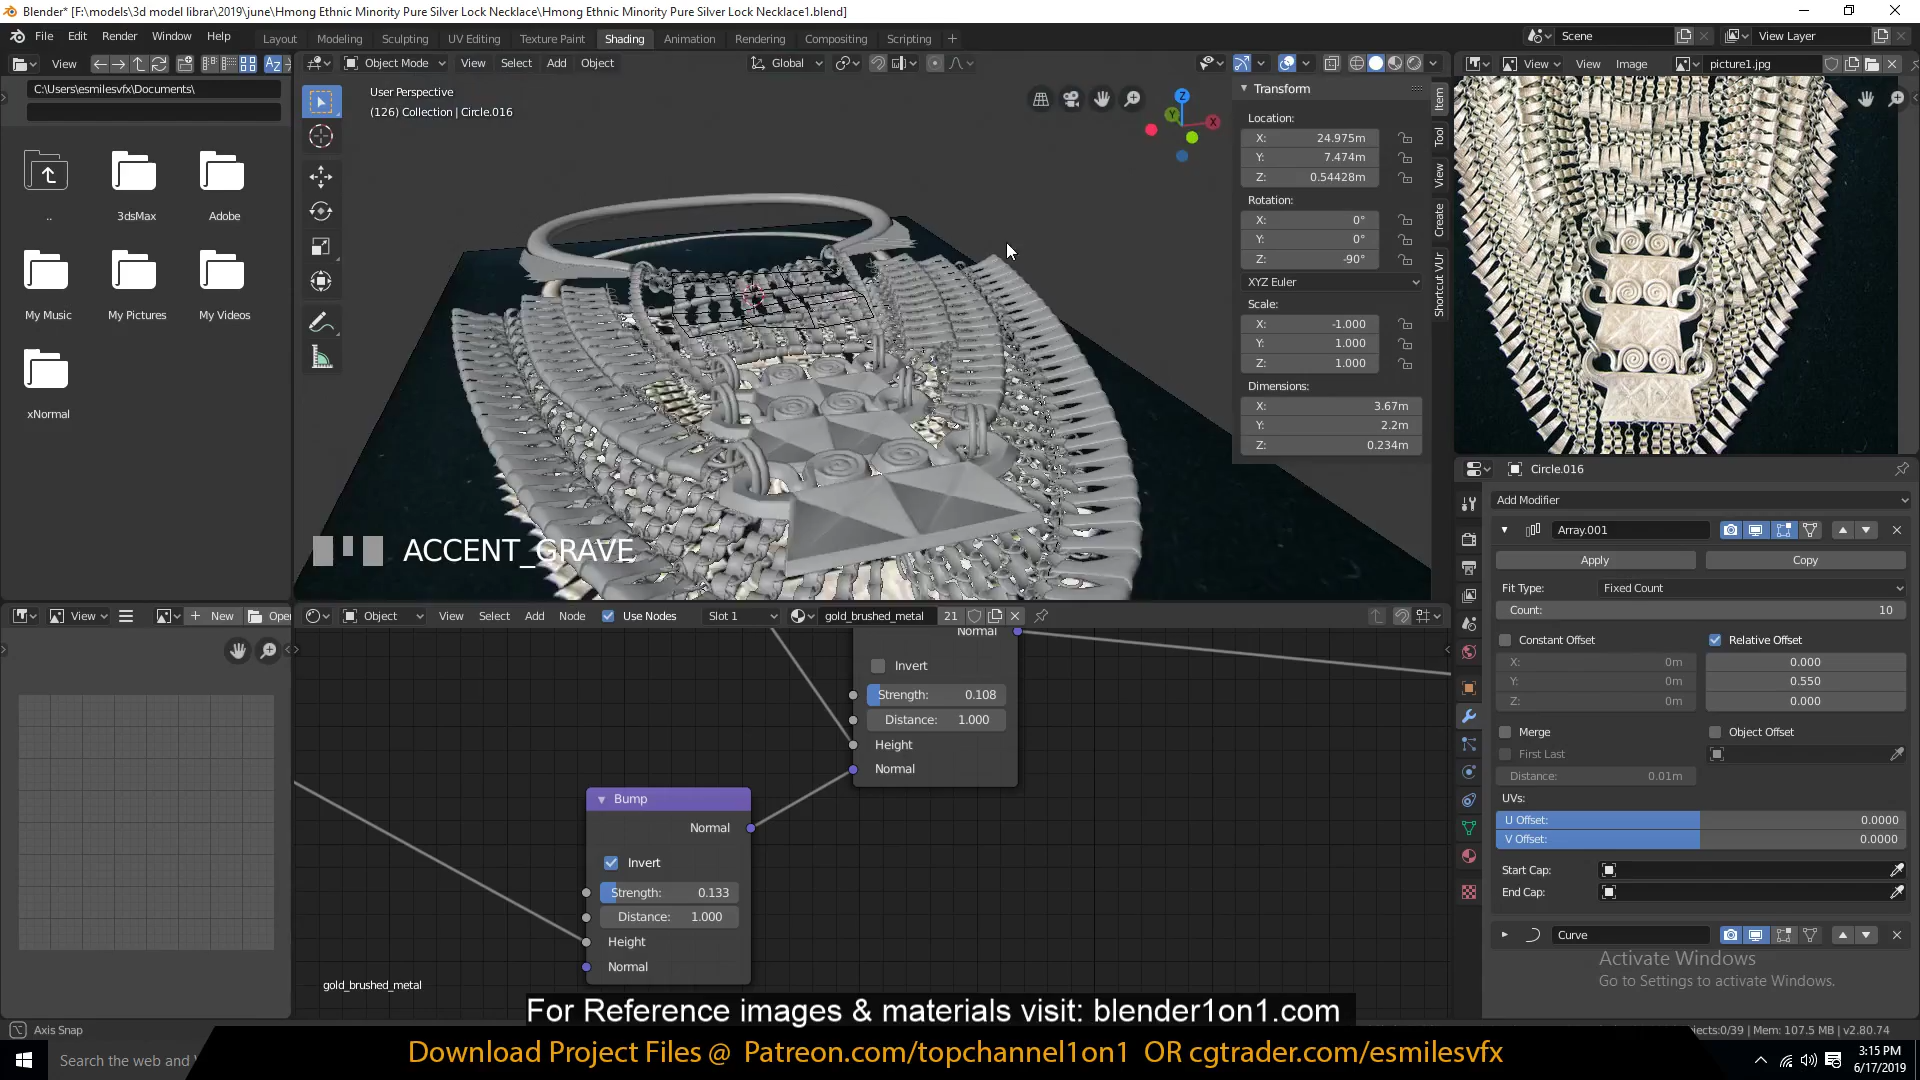 Blender* [F:\models\3d model librar\2019\june\Hmong Ethnic Minority Pure Silver Lock Necklace\Hmong Ethnic Minority Pure Silver Lock Necklace1.blend]
File Edit Render Window Help
Layout Modeling Sculpting UV Editing Texture Paint Shading Animation Rendering Compositing Scripting +
Scene View Layer
View
Object Mode View Select Add Object Global
View View Image picture1.jpg
C:\Users\esmilesvfx\Documents\
User Perspective
(126) Collection | Circle.016
.. 3dsMax Adobe
My Music My Pictures My Videos
xNormal
Z
Y
X
Transform
Location:
X: 24.975m
Y: 7.474m
Z: 0.54428m
Rotation:
X: 0°
Y: 0°
Z: -90°
XYZ Euler
Scale:
X: -1.000
Y: 1.000
Z: 1.000
Dimensions:
X: 3.67m
Y: 2.2m
Z: 0.234m
Item
Tool
View
Create
Shortcut VUr
ACCENT_GRAVE
Circle.016
Add Modifier
Array.001
Apply Copy
Fit Type: Fixed Count
Count: 10
Constant Offset Relative Offset
X: 0m 0.000
Y: 0m 0.550
Z: 0m 0.000
Merge Object Offset
First Last
Distance: 0.01m
UVs:
U Offset: 0.0000
V Offset: 0.0000
Start Cap:
End Cap:
Curve
View New Open
Object View Select Add Node Use Nodes Slot 1 gold_brushed_metal 21
Normal
Invert
Strength: 0.108
Distance: 1.000
Height
Normal
Bump
Normal
Invert
Strength: 0.133
Distance: 1.000
Height
Normal
gold_brushed_metal
Activate Windows
Go to Settings to activate Windows.
For Reference images & materials visit: blender1on1.com
Axis Snap
jects:0/39 | Mem: 107.5 MB | v2.80.74
Search the web and W
Download Project Files @ Patreon.com/topchannel1on1 OR cgtrader.com/esmilesvfx
3:15 PM
6/17/2019